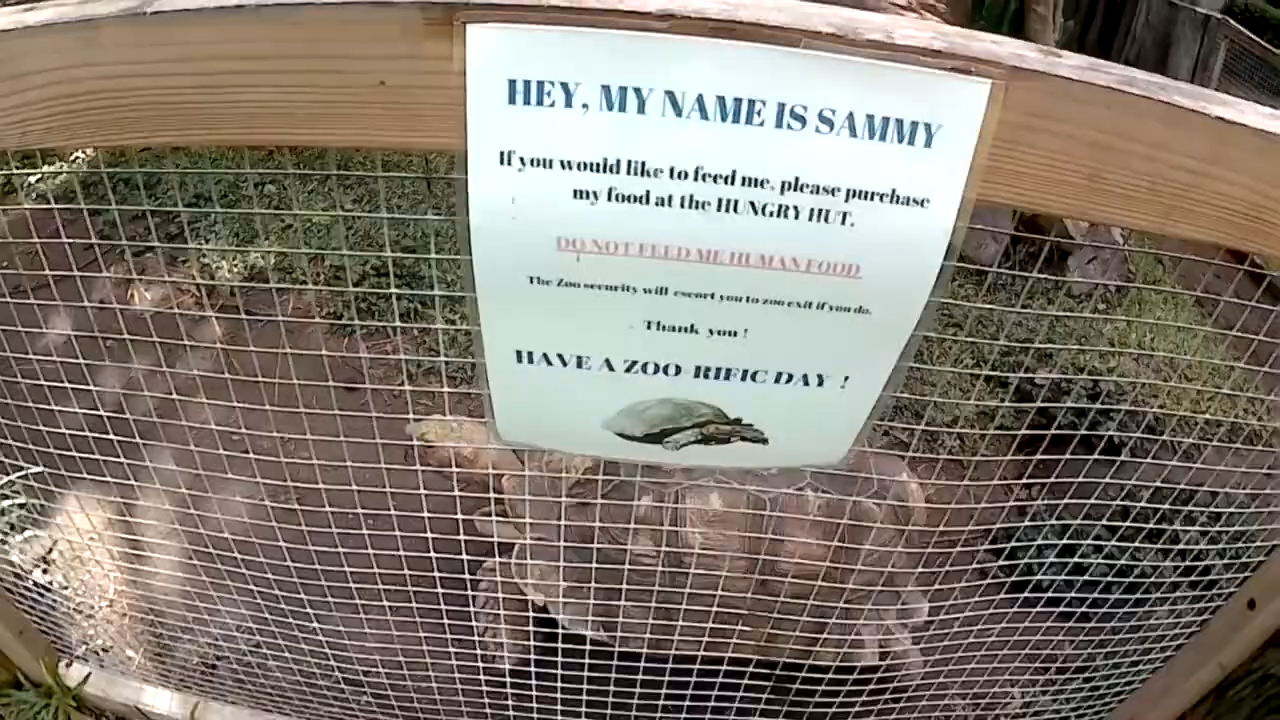 HEY, MY NAME IS SAMMY
If you would like to feed me, please purchase
my food at the HUNGRY HUT.
DO NOT FEED ME HUMAN FOOD
The Zoo security will escort you to zoo exit if you do.
Thank you !
HAVE A ZOO-RIFIC DAY !